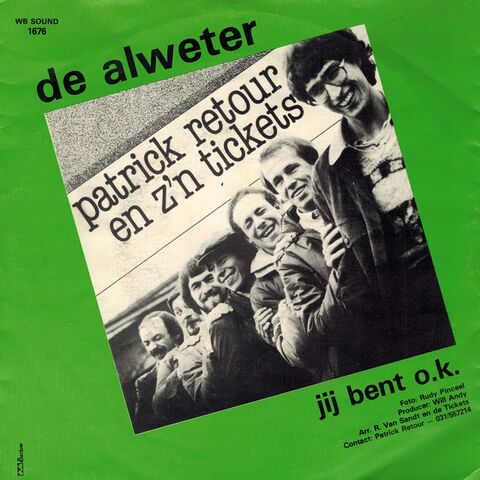 WB SOUND
1676
de alweter
patrick retour
en z'n tickets
jij bent o.k.
Foto: Rudy Pinceel
Producer: Will Andy
Arr. R. Van Sandt en de Tickets
Contact: Patrick Retour — 031/557214